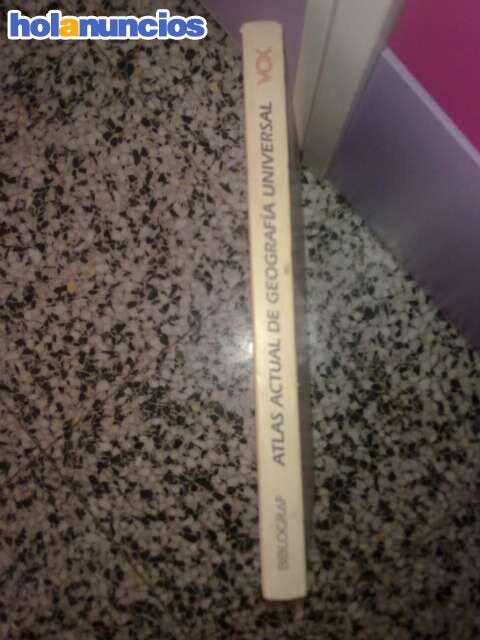 holanuncios
BIBLOGRAF ATLAS ACTUAL DE GEOGRAFÍA UNIVERSAL VOX